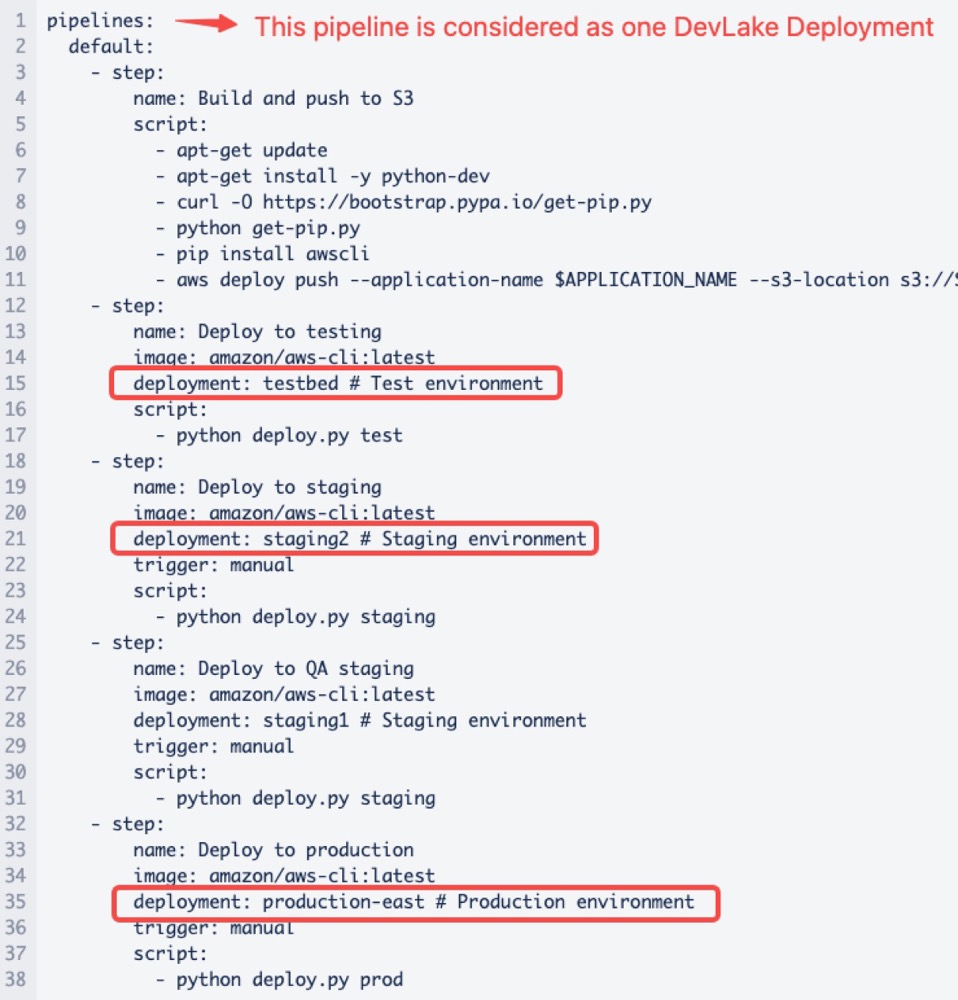 1 pipelines: This pipeline is considered as one DevLake Deployment
2   default:
3     - step:
4         name: Build and push to S3
5         script:
6           - apt-get update
7           - apt-get install -y python-dev
8           - curl -O https://bootstrap.pypa.io/get-pip.py
9           - python get-pip.py
10           - pip install awscli
11           - aws deploy push --application-name $APPLICATION_NAME --s3-location s3://
12     - step:
13         name: Deploy to testing
14         image: amazon/aws-cli:latest
15         deployment: testbed # Test environment
16         script:
17           - python deploy.py test
18     - step:
19         name: Deploy to staging
20         image: amazon/aws-cli:latest
21         deployment: staging2 # Staging environment
22         trigger: manual
23         script:
24           - python deploy.py staging
25     - step:
26         name: Deploy to QA staging
27         image: amazon/aws-cli:latest
28         deployment: staging1 # Staging environment
29         trigger: manual
30         script:
31           - python deploy.py staging
32     - step:
33         name: Deploy to production
34         image: amazon/aws-cli:latest
35         deployment: production-east # Production environment
36         trigger: manual
37         script:
38           - python deploy.py prod